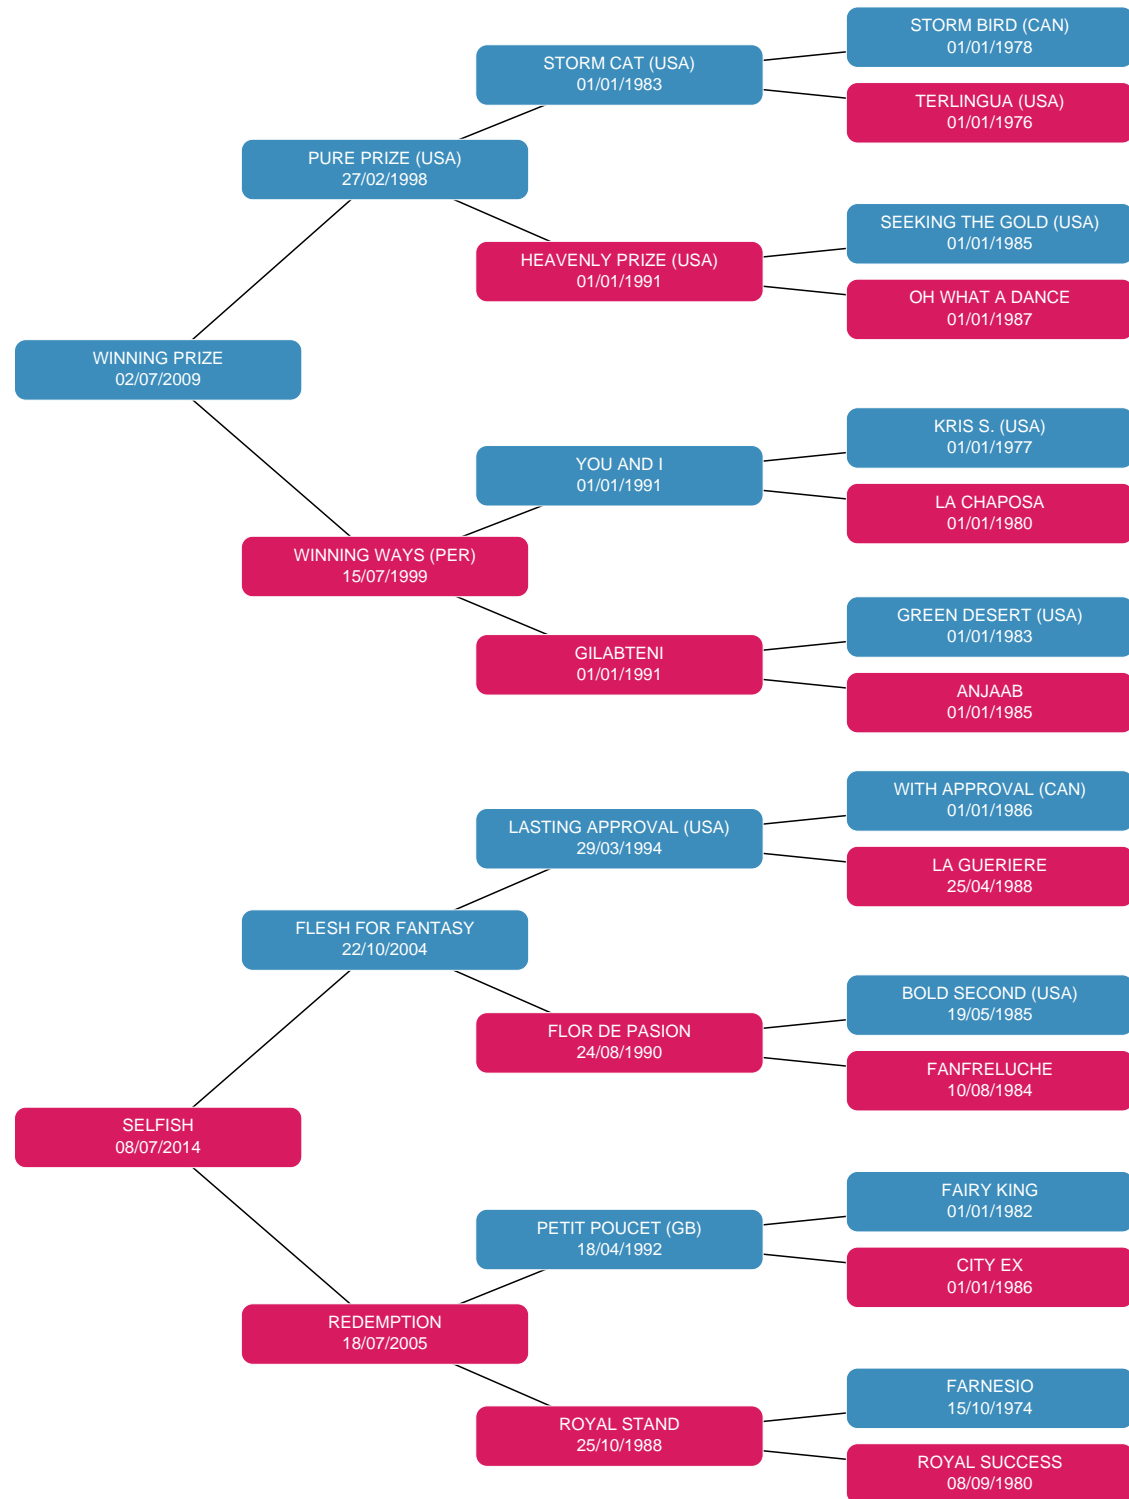 STORM BIRD (CAN)
01/01/1978
STORM CAT (USA)
01/01/1983
TERLINGUA (USA)
01/01/1976
PURE PRIZE (USA)
27/02/1998
SEEKING THE GOLD (USA)
01/01/1985
HEAVENLY PRIZE (USA)
01/01/1991
OH WHAT A DANCE
01/01/1987
WINNING PRIZE
02/07/2009
KRIS S. (USA)
01/01/1977
YOU AND I
01/01/1991
LA CHAPOSA
01/01/1980
WINNING WAYS (PER)
15/07/1999
GREEN DESERT (USA)
01/01/1983
GILABTENI
01/01/1991
ANJAAB
01/01/1985
WITH APPROVAL (CAN)
01/01/1986
LASTING APPROVAL (USA)
29/03/1994
LA GUERIERE
25/04/1988
FLESH FOR FANTASY
22/10/2004
BOLD SECOND (USA)
19/05/1985
FLOR DE PASION
24/08/1990
FANFRELUCHE
10/08/1984
SELFISH
08/07/2014
FAIRY KING
01/01/1982
PETIT POUCET (GB)
18/04/1992
CITY EX
01/01/1986
REDEMPTION
18/07/2005
FARNESIO
15/10/1974
ROYAL STAND
25/10/1988
ROYAL SUCCESS
08/09/1980